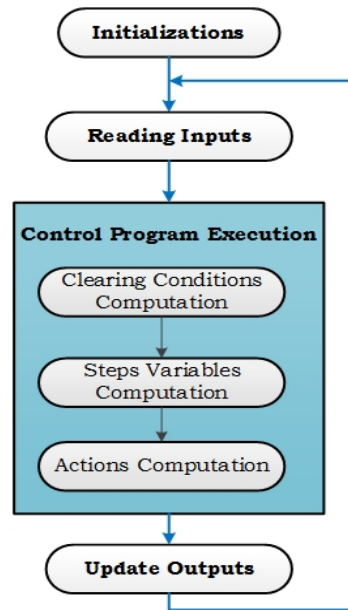 Initializations
Reading Inputs
Control Program Execution
Clearing Conditions
Computation
Steps Variables
Computation
Actions Computation
Update Outputs